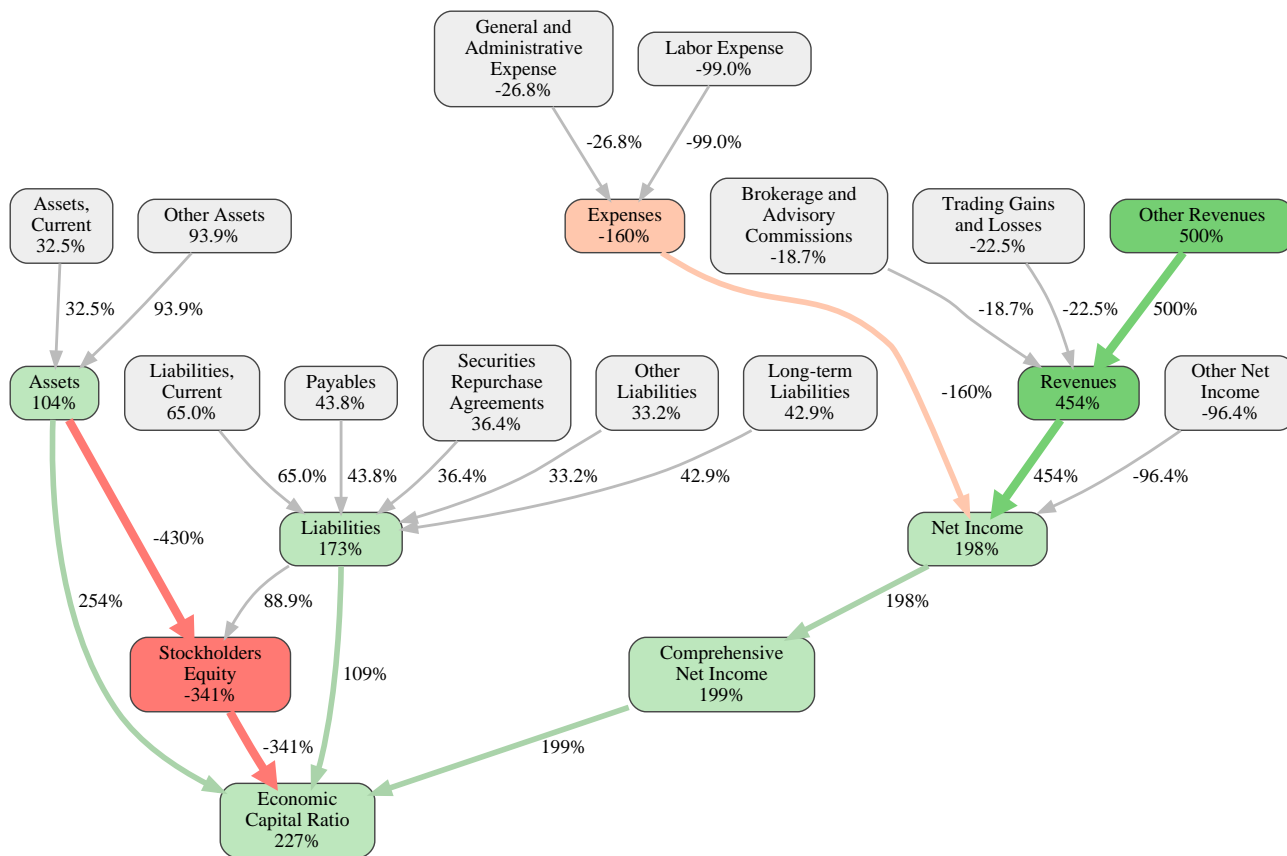 General and
Administrative
Expense
-26.8%
Labor Expense
-99.0%
-26.8%
-99.0%
Assets,
Current
32.5%
Other Assets
93.9%
Expenses
-160%
Brokerage and
Advisory
Commissions
-18.7%
Trading Gains
and Losses
-22.5%
Other Revenues
500%
32.5%
93.9%
-18.7%
-22.5%
500%
Assets
104%
Liabilities,
Current
65.0%
Payables
43.8%
Securities
Repurchase
Agreements
36.4%
Other
Liabilities
33.2%
Long-term
Liabilities
42.9%
-160%
Revenues
454%
Other Net
Income
-96.4%
65.0%
43.8%
36.4%
33.2%
42.9%
454%
-96.4%
-430%
Liabilities
173%
Net Income
198%
254%
88.9%
198%
Stockholders
Equity
-341%
109%
Comprehensive
Net Income
199%
-341%
199%
Economic
Capital Ratio
227%